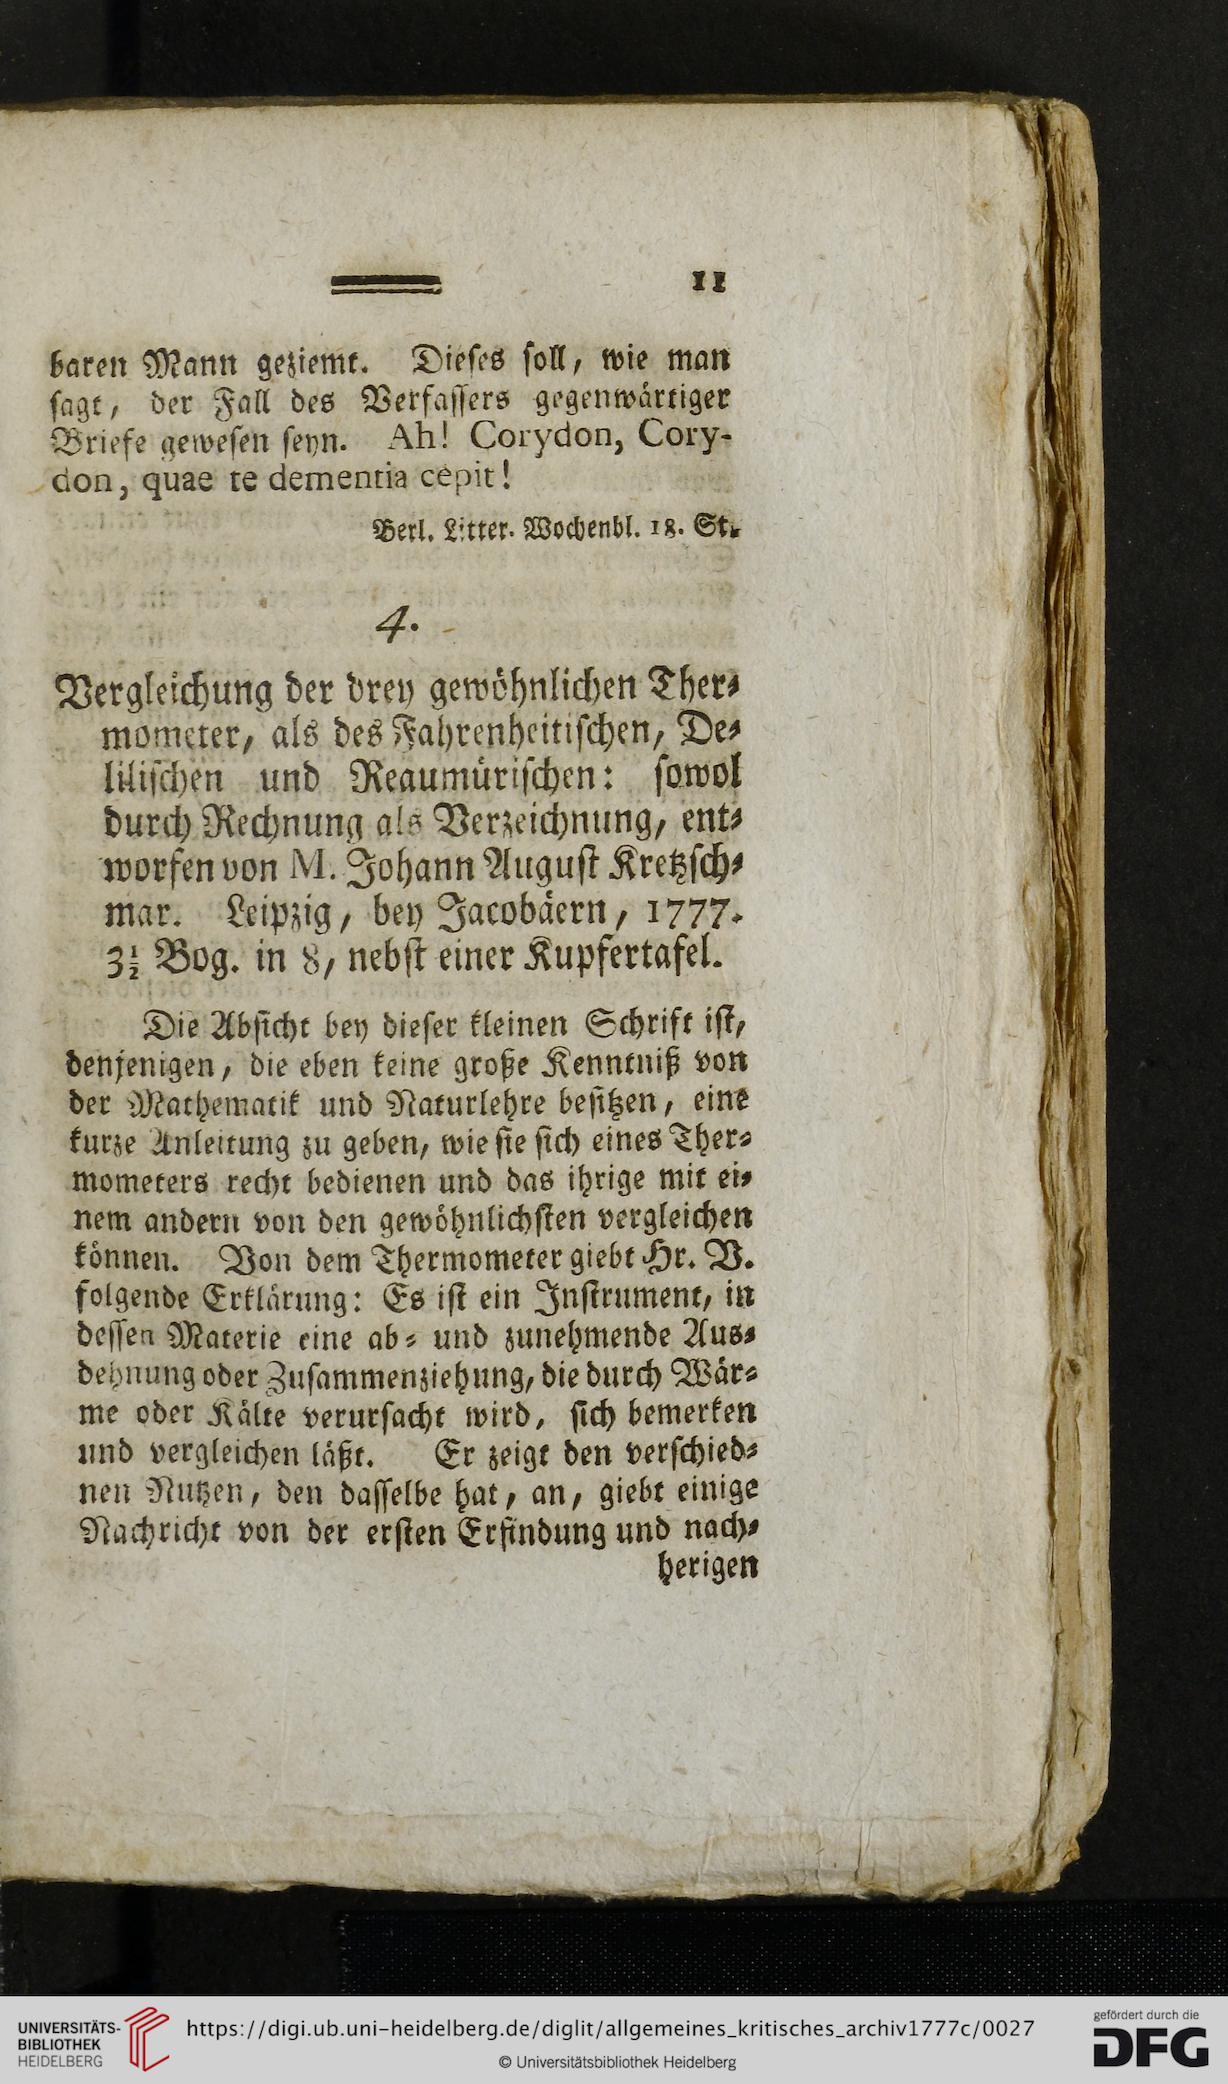 11
baren Mann geziemt. Dieſes ſoll, wie man
ſagt, der Fall des Verfaſſers gegenwärtiger
Briefe geweſen ſeyn. Ah! Corydon, Cory-
don, quae te dementia cepit!
Berl. Litter. Wochenbl. 18. St.
4.
Vergleichung der drey gewöhnlichen Ther⸗
mometer, als des Fahrenheitiſchen, De⸗
liliſchen und Reaumüriſchen: ſowol
durch Rechnung als Verzeichnung, ent⸗
worfen von M. Johann Auguſt Kretzſch⸗
mar. Leipzig, bey Jacobäern, 1777.
3½ Bog. in 8, nebſt einer Kupfertafel.
Die Abſicht bey dieſer kleinen Schrift iſt,
denjenigen, die eben keine große Kenntniß von
der Mathematik und Naturlehre beſitzen, eine
kurze Anleitung zu geben, wie ſie ſich eines Ther⸗
mometers recht bedienen und das ihrige mit ei⸗
nem andern von den gewöhnlichſten vergleichen
können. Von dem Thermometer giebt Hr. V.
folgende Erklärung: Es iſt ein Inſtrument, in
deſſen Materie eine ab⸗ und zunehmende Aus⸗
dehnung oder Zuſammenziehung, die durch Wär⸗
me oder Kälte verurſacht wird, ſich bemerken
und vergleichen läßt. Er zeigt den verſchied⸗
nen Nutzen, den daſſelbe hat, an, giebt einige
Nachricht von der erſten Erfindung und nach⸗
herigen
UNIVERSITÄTS-
BIBLIOTHEK
HEIDELBERG
https://digi.ub.uni-heidelberg.de/diglit/allgemeines_kritisches_archiv1777c/0027
© Universitätsbibliothek Heidelberg
gefördert durch die
DFG